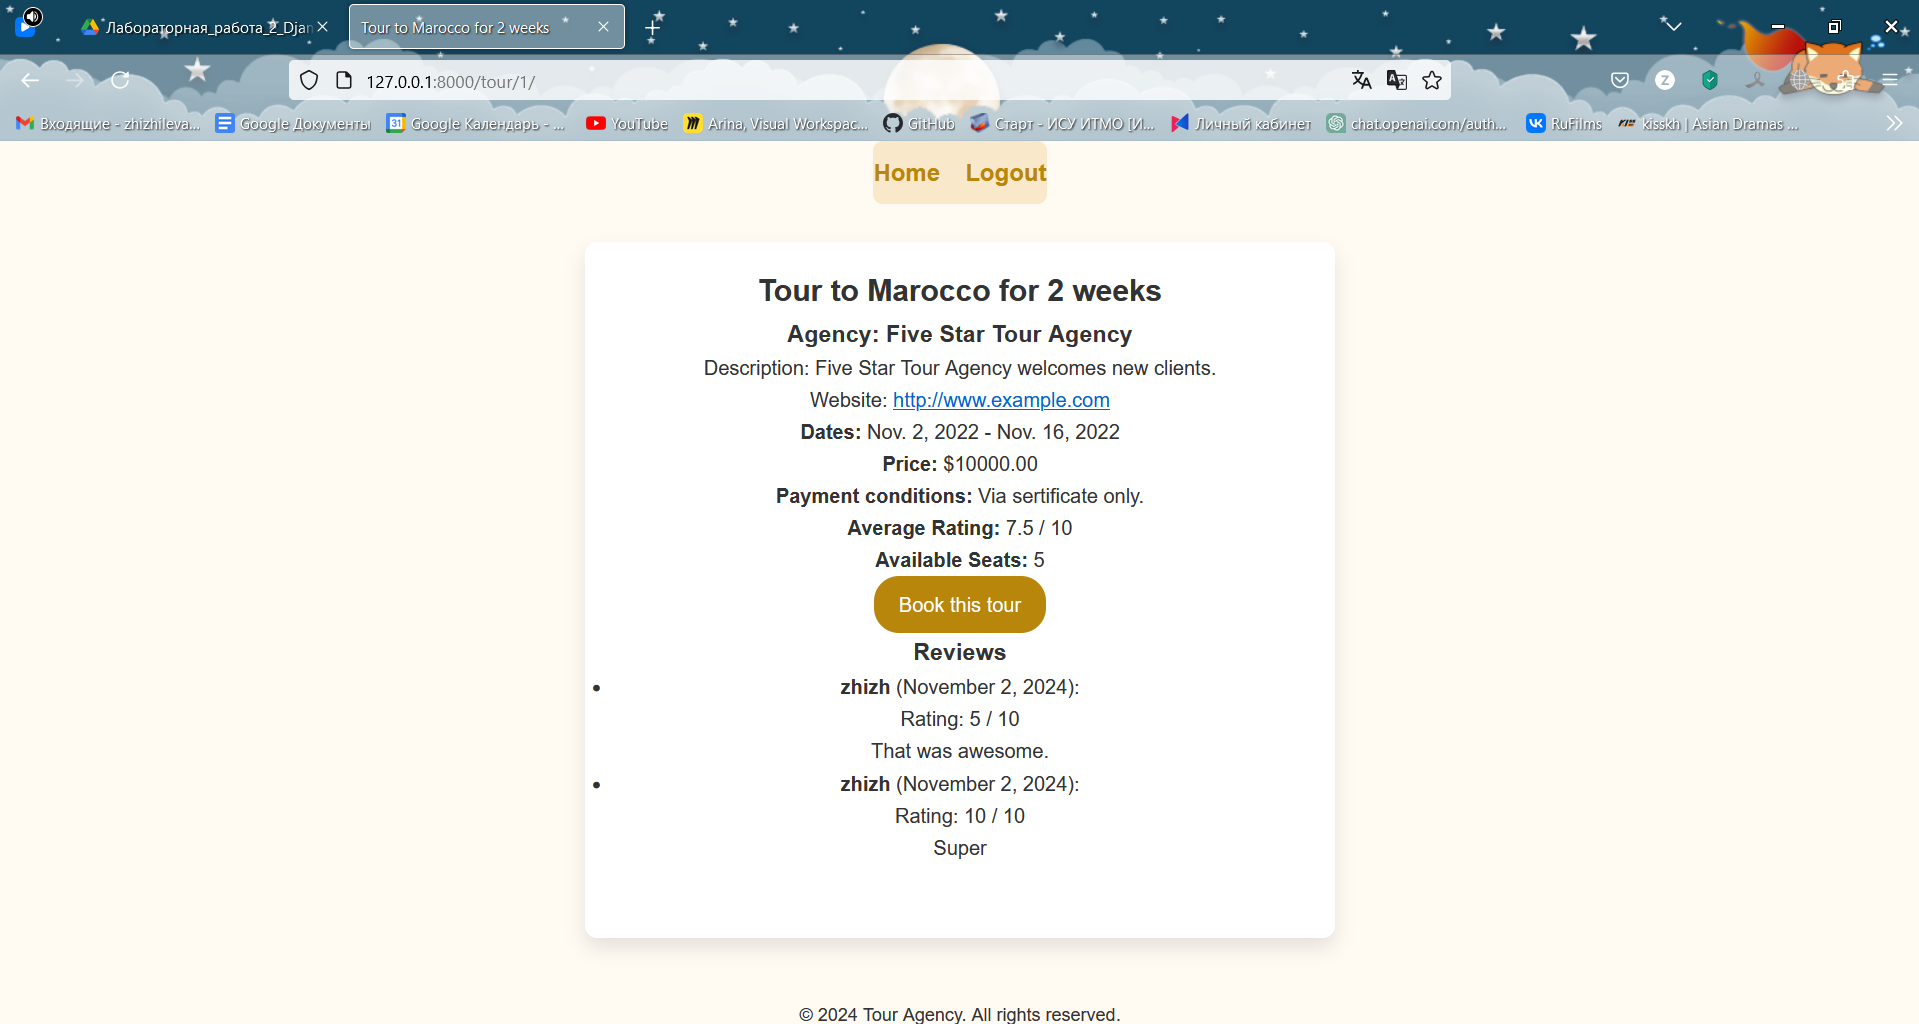 Лабораторная_работа_2_Djan
Tour to Marocco for 2 weeks
127.0.0.1:8000/tour/1/
Входящие - zhizhileva...
Google Документы
Google Календарь - ...
YouTube
Arina, Visual Workspac...
GitHub
Старт - ИСУ ИТМО [И...
Личный кабинет
chat.openai.com/auth...
RuFilms
kisskh | Asian Dramas ...
Home Logout
Tour to Marocco for 2 weeks
Agency: Five Star Tour Agency
Description: Five Star Tour Agency welcomes new clients.
Website: http://www.example.com
Dates: Nov. 2, 2022 - Nov. 16, 2022
Price: $10000.00
Payment conditions: Via sertificate only.
Average Rating: 7.5 / 10
Available Seats: 5
Book this tour
Reviews
• zhizh (November 2, 2024):
Rating: 5 / 10
That was awesome.
• zhizh (November 2, 2024):
Rating: 10 / 10
Super
© 2024 Tour Agency. All rights reserved.